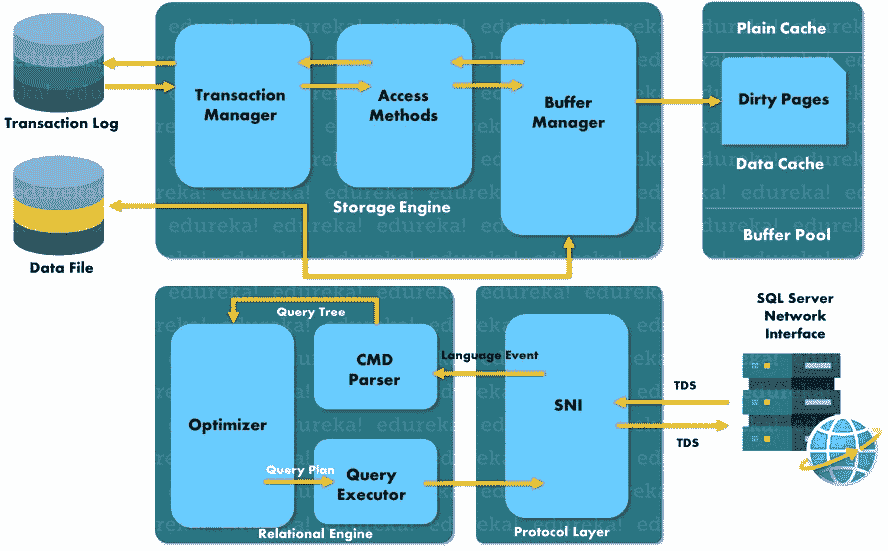 Transaction Log
Data File
Transaction
Manager
Access
Methods
Buffer
Manager
Storage Engine
Plain Cache
Dirty Pages
Data Cache
Buffer Pool
Query Tree
CMD
Parser
Optimizer
Query Plan
Query
Executor
Relational Engine
Language Event
SNI
Protocol Layer
SQL Server
Network
Interface
TDS
TDS
edureka!